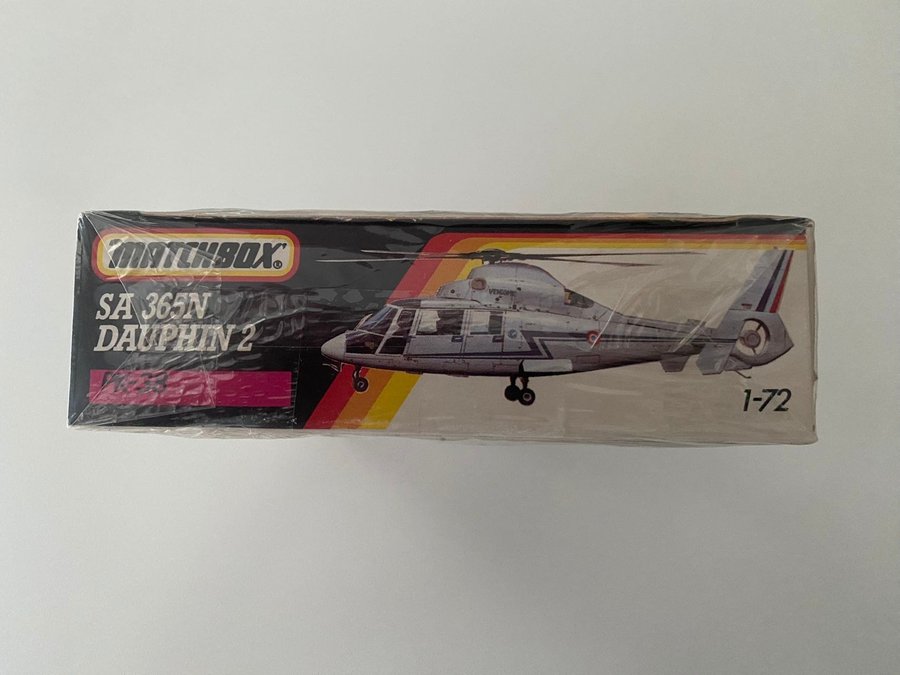 MATCHBOX
SA 365N
DAUPHIN 2
1-72